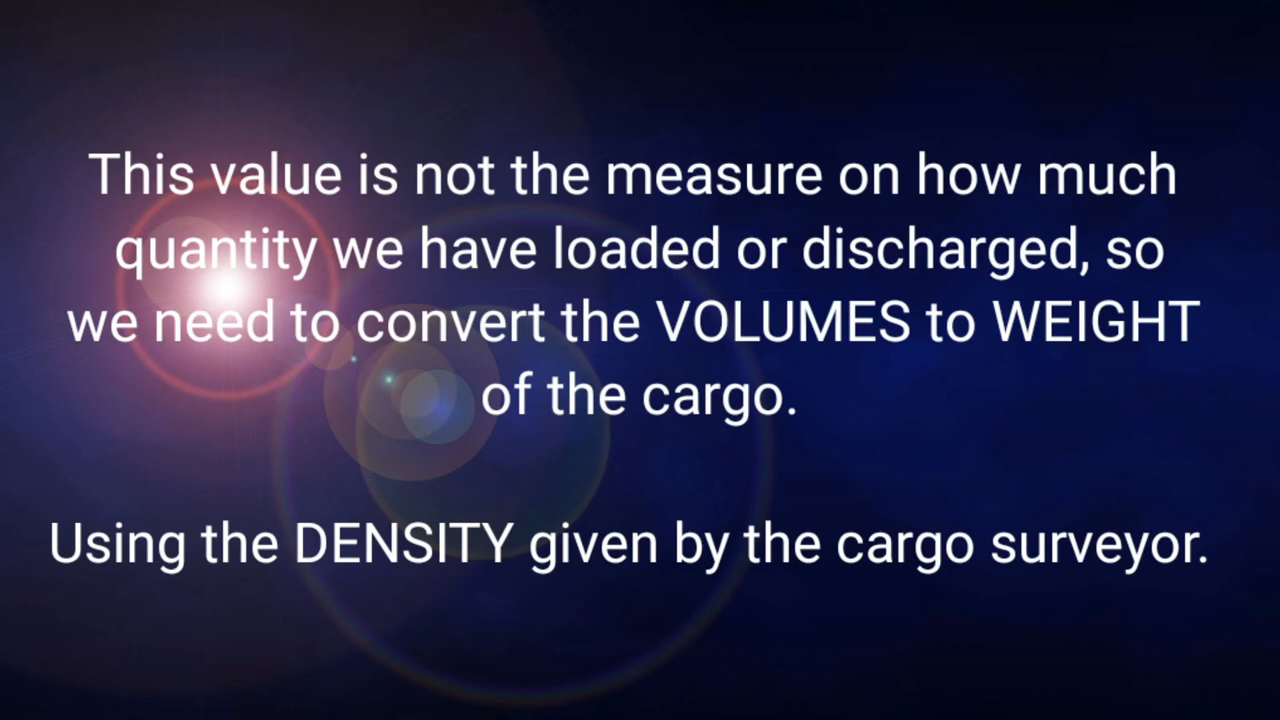 This value is not the measure on how much
quantity we have loaded or discharged, so
we need to convert the VOLUMES to WEIGHT
of the cargo.
Using the DENSITY given by the cargo surveyor.